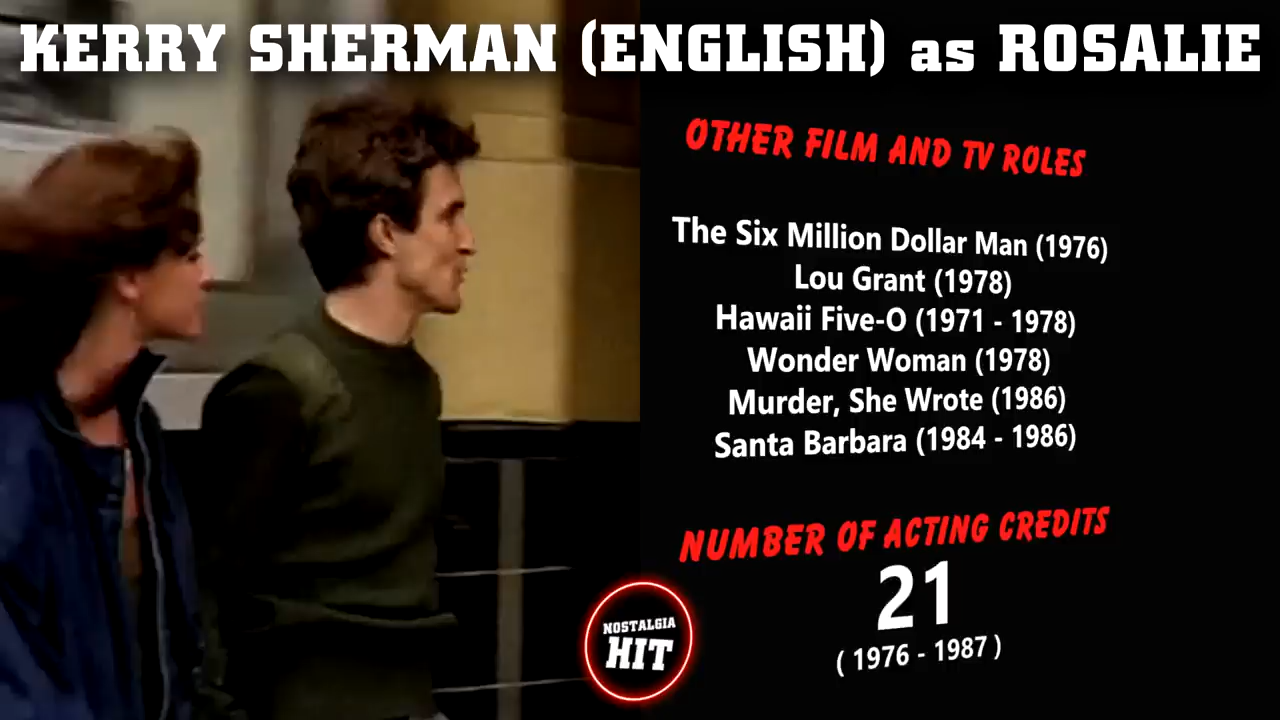 KERRY SHERMAN (ENGLISH) as ROSALIE
OTHER FILM AND TV ROLES
The Six Million Dollar Man (1976)
Lou Grant (1978)
Hawaii Five-O (1971 - 1978)
Wonder Woman (1978)
Murder, She Wrote (1986)
Santa Barbara (1984 - 1986)
NUMBER OF ACTING CREDITS
21
( 1976 - 1987 )
NOSTALGIA
HIT